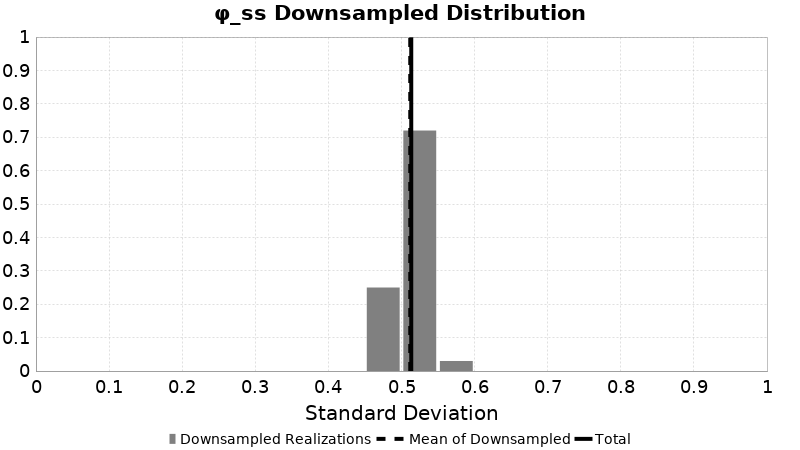 φ_ss Downsampled Distribution
1
0.9
0.8
0.7
0.6
0.5
0.4
0.3
0.2
0.1
0
0 0.1 0.2 0.3 0.4 0.5 0.6 0.7 0.8 0.9 1
Standard Deviation
Downsampled Realizations Mean of Downsampled Total